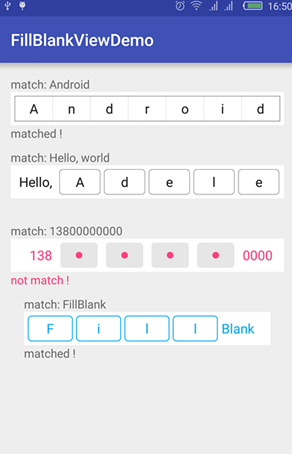 16:50
FillBlankViewDemo
match: Android
A n d r o i d
matched !
match: Hello, world
Hello, A d e l e
match: 13800000000
138 ● ● ● ● 0000
not match !
match: FillBlank
F i l l Blank
matched !